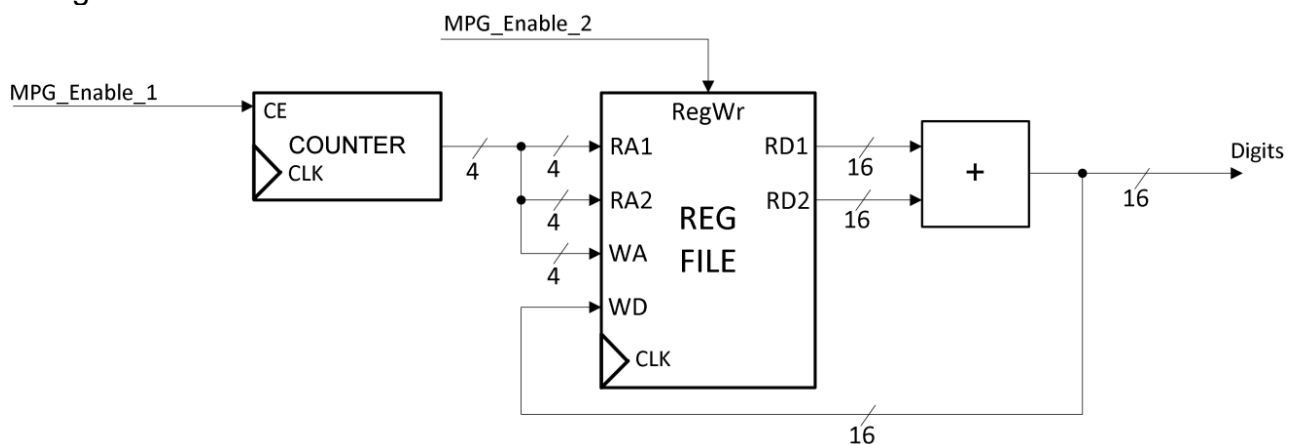 MPG_Enable_2
MPG_Enable_1
CE
COUNTER
CLK
4
4
4
4
RegWr
RA1
RA2
WA
WD
REG
FILE
CLK
RD1
RD2
16
16
+
Digits
16
16